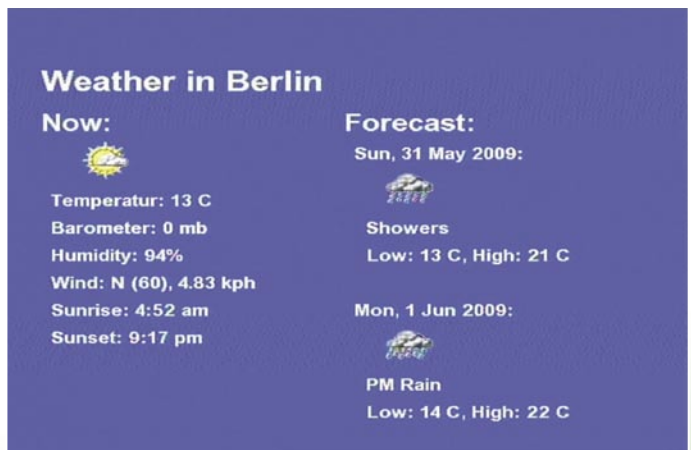 Weather in Berlin
Now:
Temperatur: 13 C
Barometer: 0 mb
Humidity: 94%
Wind: N (60), 4.83 kph
Sunrise: 4:52 am
Sunset: 9:17 pm
Forecast:
Sun, 31 May 2009:
Showers
Low: 13 C, High: 21 C
Mon, 1 Jun 2009:
PM Rain
Low: 14 C, High: 22 C